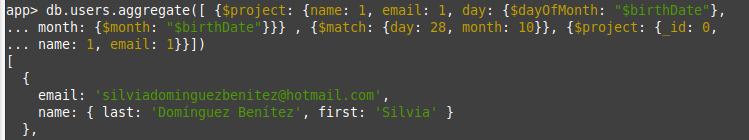 app> db.users.aggregate([ {$project: {name: 1, email: 1, day: {$dayOfMonth: "$birthDate"},
... month: {$month: "$birthDate"}}} , {$match: {day: 28, month: 10}}, {$project: {_id: 0,
... name: 1, email: 1}}])
[
  {
    email: 'silviadominguezbenitez@hotmail.com',
    name: { last: 'Domínguez Benítez', first: 'Silvia' }
  },